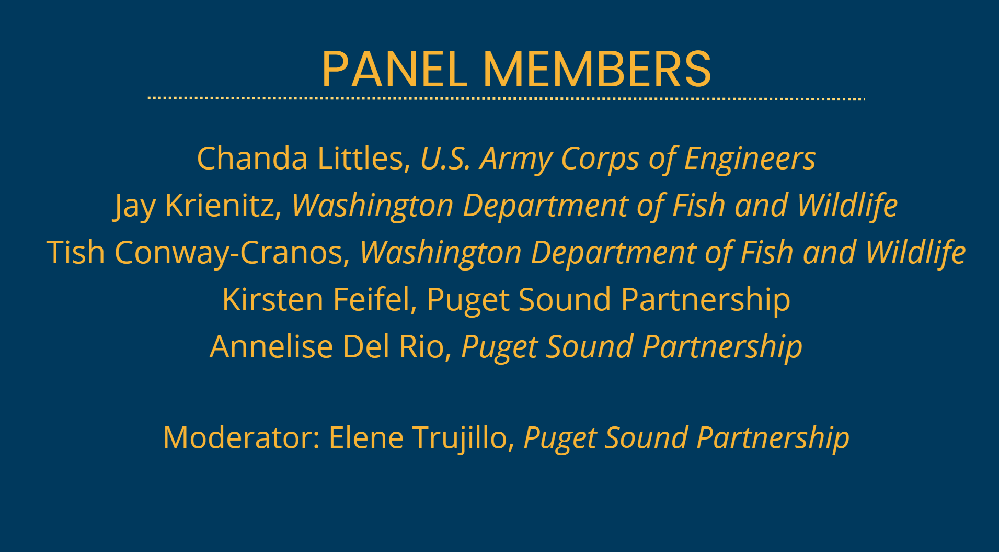 PANEL MEMBERS
Chanda Littles, U.S. Army Corps of Engineers
Jay Krienitz, Washington Department of Fish and Wildlife
Tish Conway-Cranos, Washington Department of Fish and Wildlife
Kirsten Feifel, Puget Sound Partnership
Annelise Del Rio, Puget Sound Partnership
Moderator: Elene Trujillo, Puget Sound Partnership